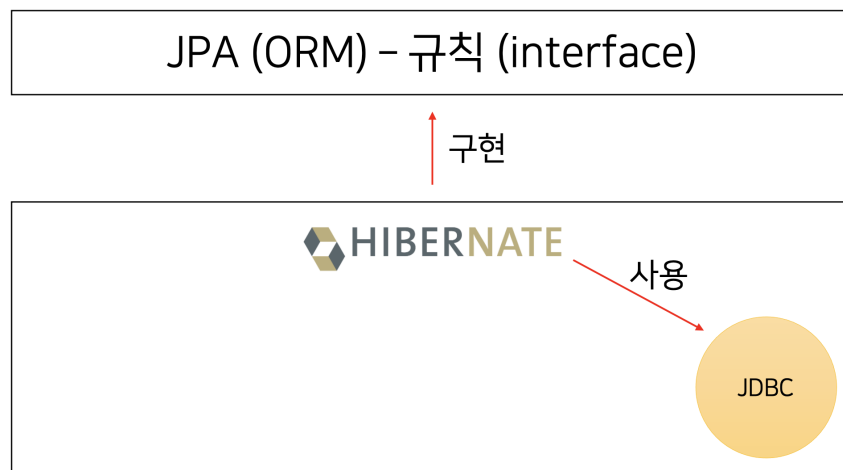 JPA (ORM) – 규칙 (interface)
구현
HIBERNATE
사용
JDBC